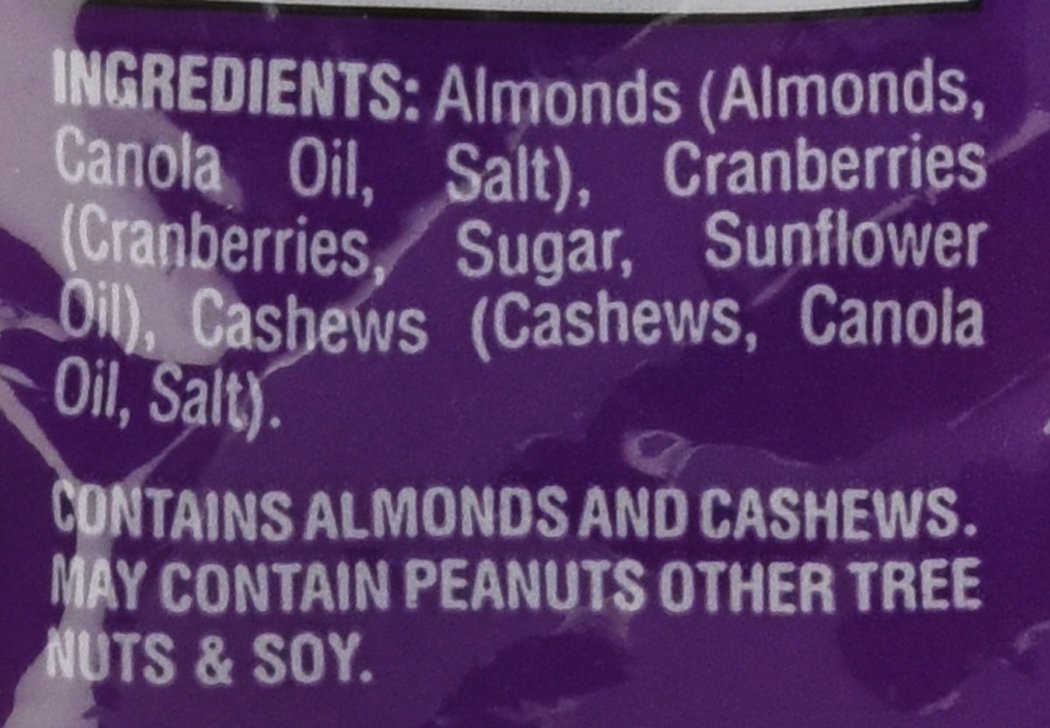 INGREDIENTS: Almonds (Almonds,
Canola Oil, Salt), Cranberries
(Cranberries, Sugar, Sunflower
Oil), Cashews (Cashews, Canola
Oil, Salt).
CONTAINS ALMONDS AND CASHEWS.
MAY CONTAIN PEANUTS OTHER TREE
NUTS & SOY.